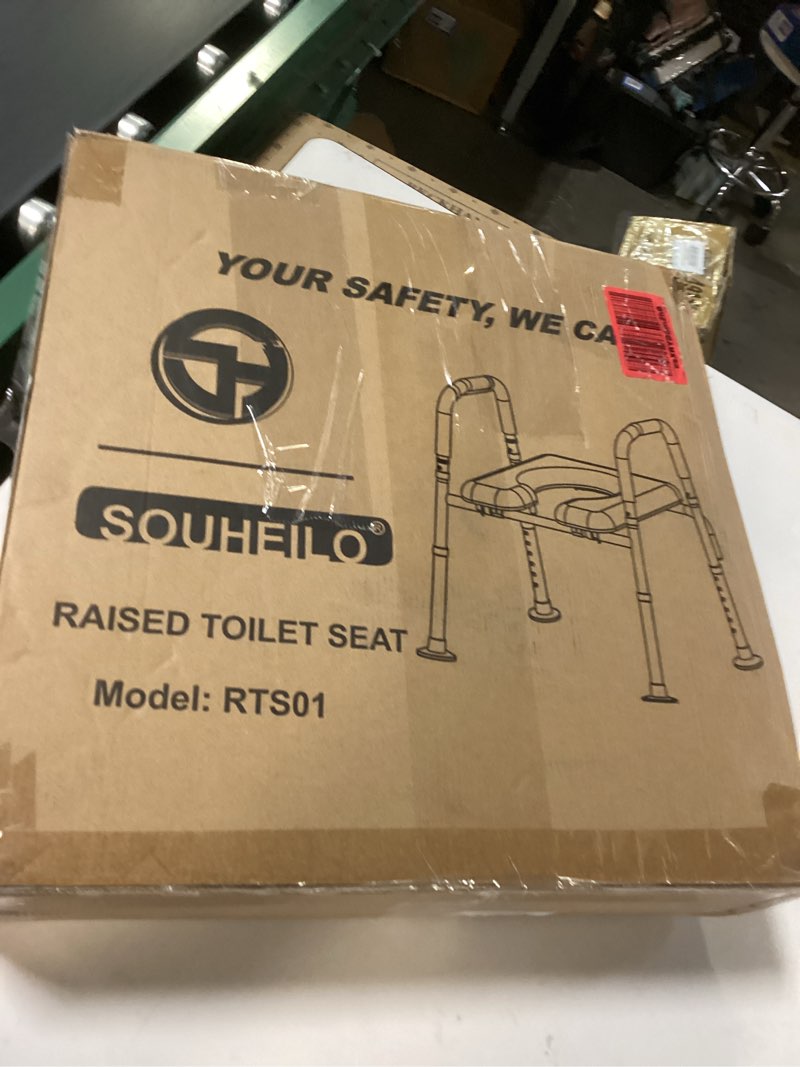 YOUR SAFETY, WE CA
SOUHEILO®
RAISED TOILET SEAT
Model: RTS01